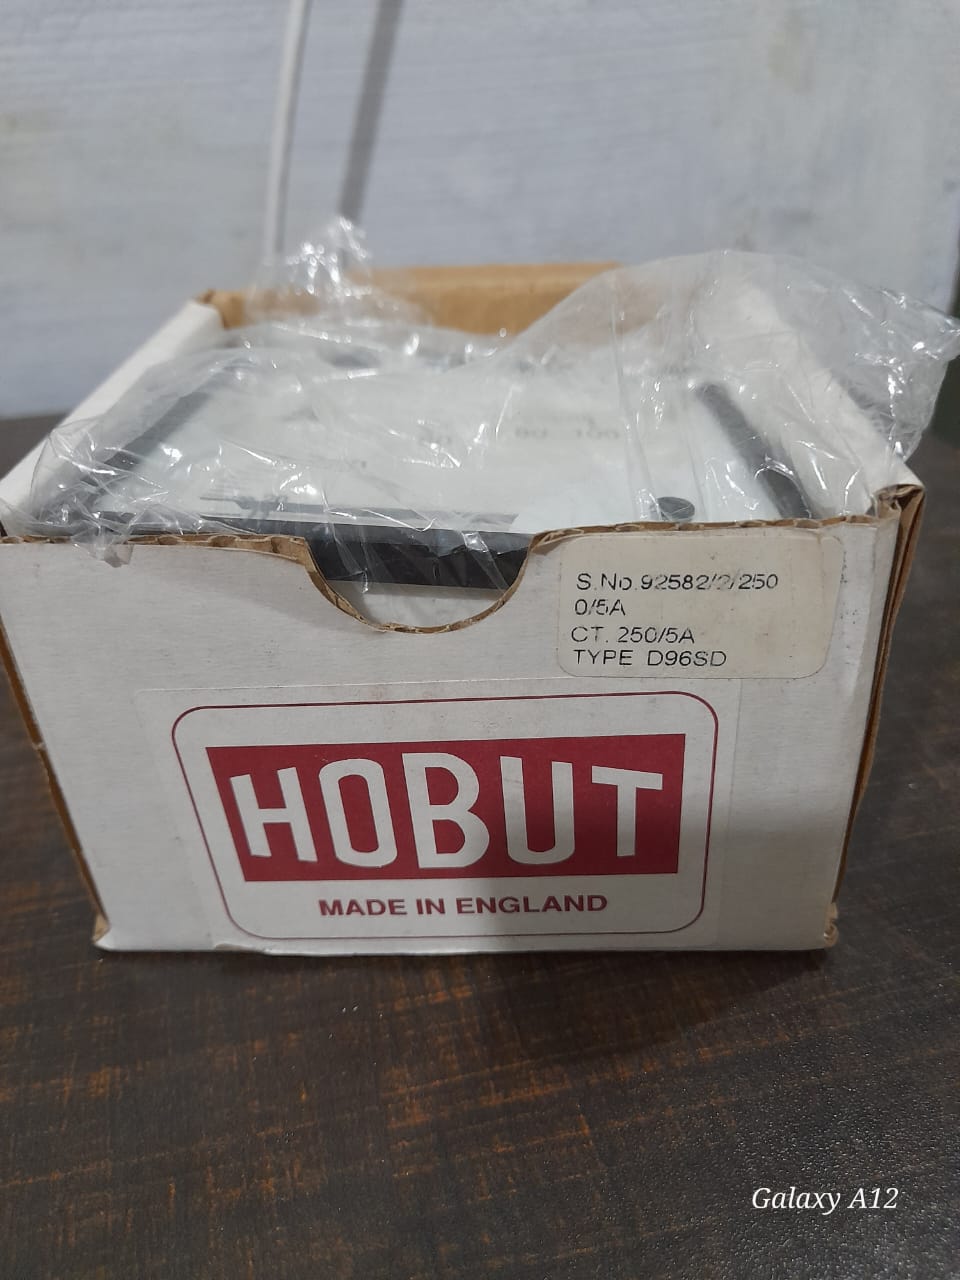 S.No.92582/2/250
0/5A
CT. 250/5A
TYPE D96SD
HOBUT
MADE IN ENGLAND
Galaxy A12